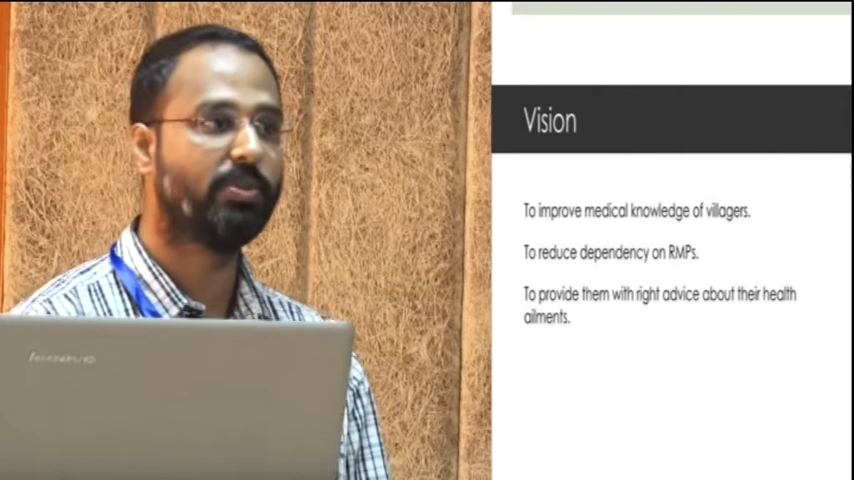 Vision
To improve medical knowledge of villagers.
To reduce dependency on RMPs.
To provide them with right advice about their health
ailments.
lenovo